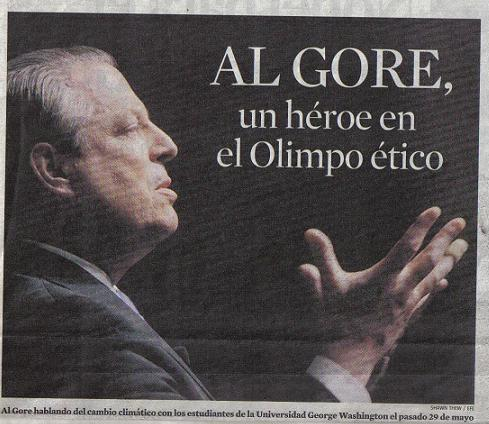 AL GORE,
un héroe en
el Olimpo ético
SHAWN THEW / EFE
Al Gore hablando del cambio climático con los estudiantes de la Universidad George Washington el pasado 29 de mayo